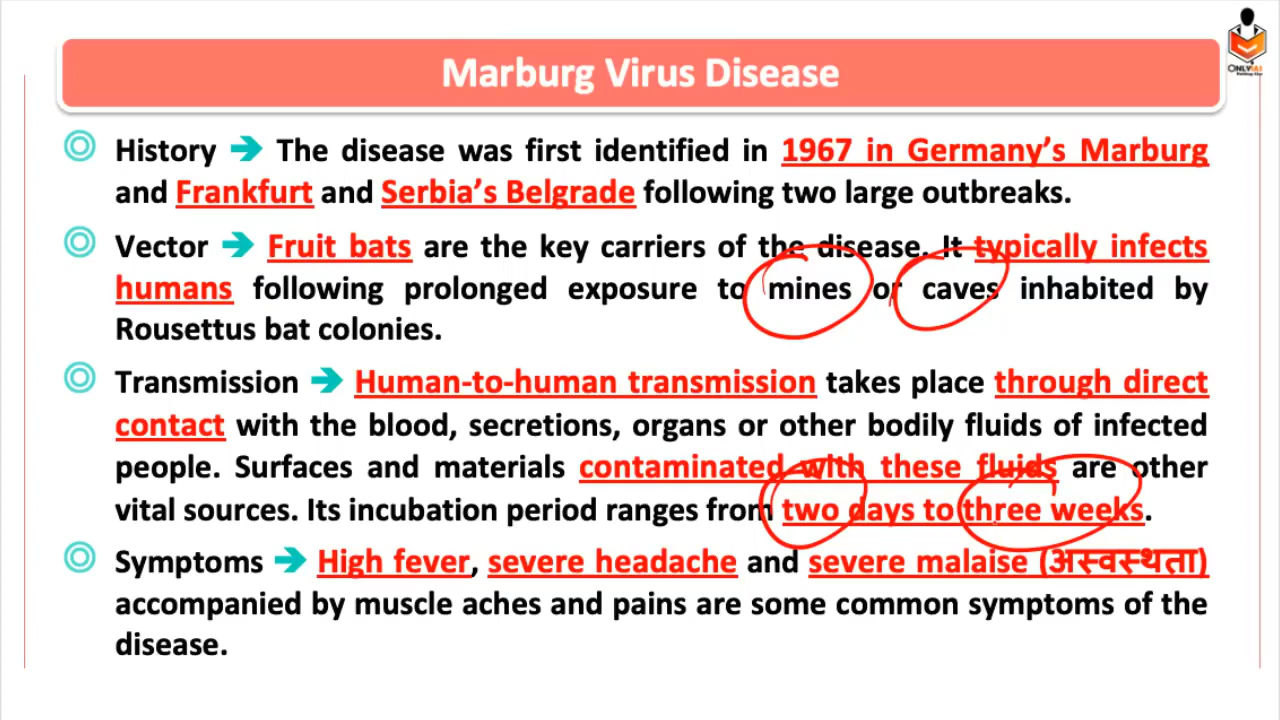 Marburg Virus Disease
ONLYIAS
History ➔ The disease was first identified in 1967 in Germany's Marburg
and Frankfurt and Serbia's Belgrade following two large outbreaks.
Vector ➔ Fruit bats are the key carriers of the disease. It typically infects
humans following prolonged exposure to mines or caves inhabited by
Rousettus bat colonies.
Transmission ➔ Human-to-human transmission takes place through direct
contact with the blood, secretions, organs or other bodily fluids of infected
people. Surfaces and materials contaminated with these fluids are other
vital sources. Its incubation period ranges from two days to three weeks.
Symptoms ➔ High fever, severe headache and severe malaise (अस्वस्थता)
accompanied by muscle aches and pains are some common symptoms of the
disease.